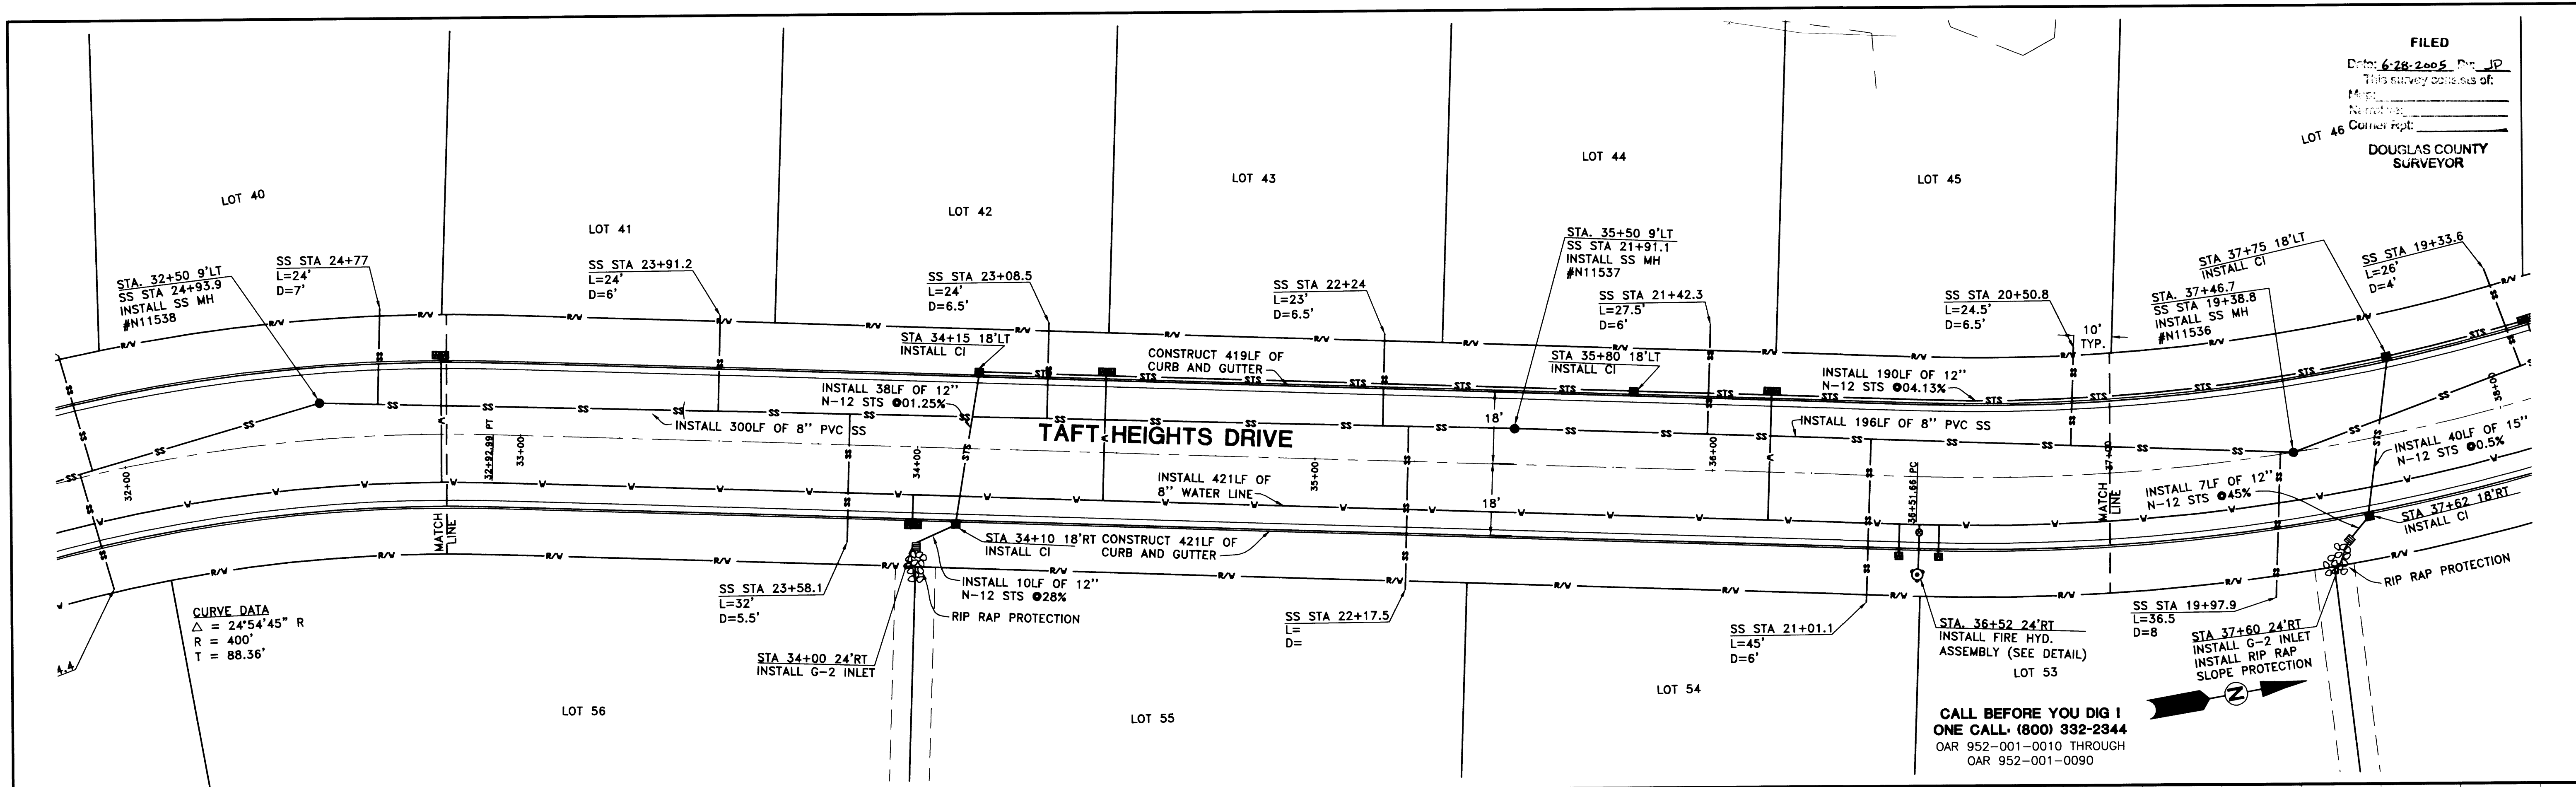 FILED
Date: 6-28-2005 By: JP
This survey consists of:
Map:
Narrative:
Corner Rpt:
DOUGLAS COUNTY
SURVEYOR
LOT 40
LOT 41
LOT 42
LOT 43
LOT 44
LOT 45
LOT 46
STA. 32+50 9'LT
SS STA 24+93.9
INSTALL SS MH
#N11538
SS STA 24+77
L=24'
D=7'
SS STA 23+91.2
L=24'
D=6'
SS STA 23+08.5
L=24'
D=6.5'
STA 34+15 18'LT
INSTALL CI
SS STA 22+24
L=23'
D=6.5'
CONSTRUCT 419LF OF
CURB AND GUTTER
STA. 35+50 9'LT
SS STA 21+91.1
INSTALL SS MH
#N11537
STA 35+80 18'LT
INSTALL CI
SS STA 21+42.3
L=27.5'
D=6'
SS STA 20+50.8
L=24.5'
D=6.5'
10'
TYP.
STA 37+75 18'LT
INSTALL CI
STA. 37+46.7
SS STA 19+38.8
INSTALL SS MH
#N11536
SS STA 19+33.6
L=26'
D=4'
INSTALL 38LF OF 12''
N-12 STS @01.25%
INSTALL 190LF OF 12''
N-12 STS @04.13%
INSTALL 300LF OF 8'' PVC SS
TAFT HEIGHTS DRIVE
18'
18'
INSTALL 196LF OF 8'' PVC SS
32+00
32+92.99 PT
33+00
34+00
35+00
36+00
36+51.66 PC
37+00
38+00
MATCH
LINE
MATCH
LINE
INSTALL 421LF OF
8'' WATER LINE
INSTALL 40LF OF 15''
N-12 STS @0.5%
INSTALL 7LF OF 12''
N-12 STS @45%
STA 37+62 18'RT
INSTALL CI
STA 34+10 18'RT
INSTALL CI
CONSTRUCT 421LF OF
CURB AND GUTTER
INSTALL 10LF OF 12''
N-12 STS @28%
RIP RAP PROTECTION
RIP RAP PROTECTION
CURVE DATA
△ = 24°54'45" R
R = 400'
T = 88.36'
4.4
SS STA 23+58.1
L=32'
D=5.5'
STA 34+00 24'RT
INSTALL G-2 INLET
SS STA 22+17.5
L=
D=
SS STA 21+01.1
L=45'
D=6'
STA. 36+52 24'RT
INSTALL FIRE HYD.
ASSEMBLY (SEE DETAIL)
SS STA 19+97.9
L=36.5
D=8
STA 37+60 24'RT
INSTALL G-2 INLET
INSTALL RIP RAP
SLOPE PROTECTION
LOT 53
LOT 54
LOT 55
LOT 56
N
CALL BEFORE YOU DIG !
ONE CALL: (800) 332-2344
OAR 952-001-0010 THROUGH
OAR 952-001-0090